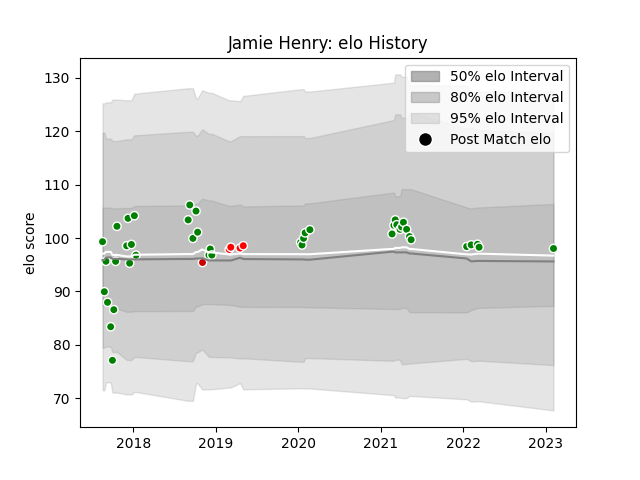 Jamie Henry: elo History
50% elo Interval
80% elo Interval
95% elo Interval
Post Match elo
elo score
130
120
110
100
90
80
70
2018
2019
2020
2021
2022
2023